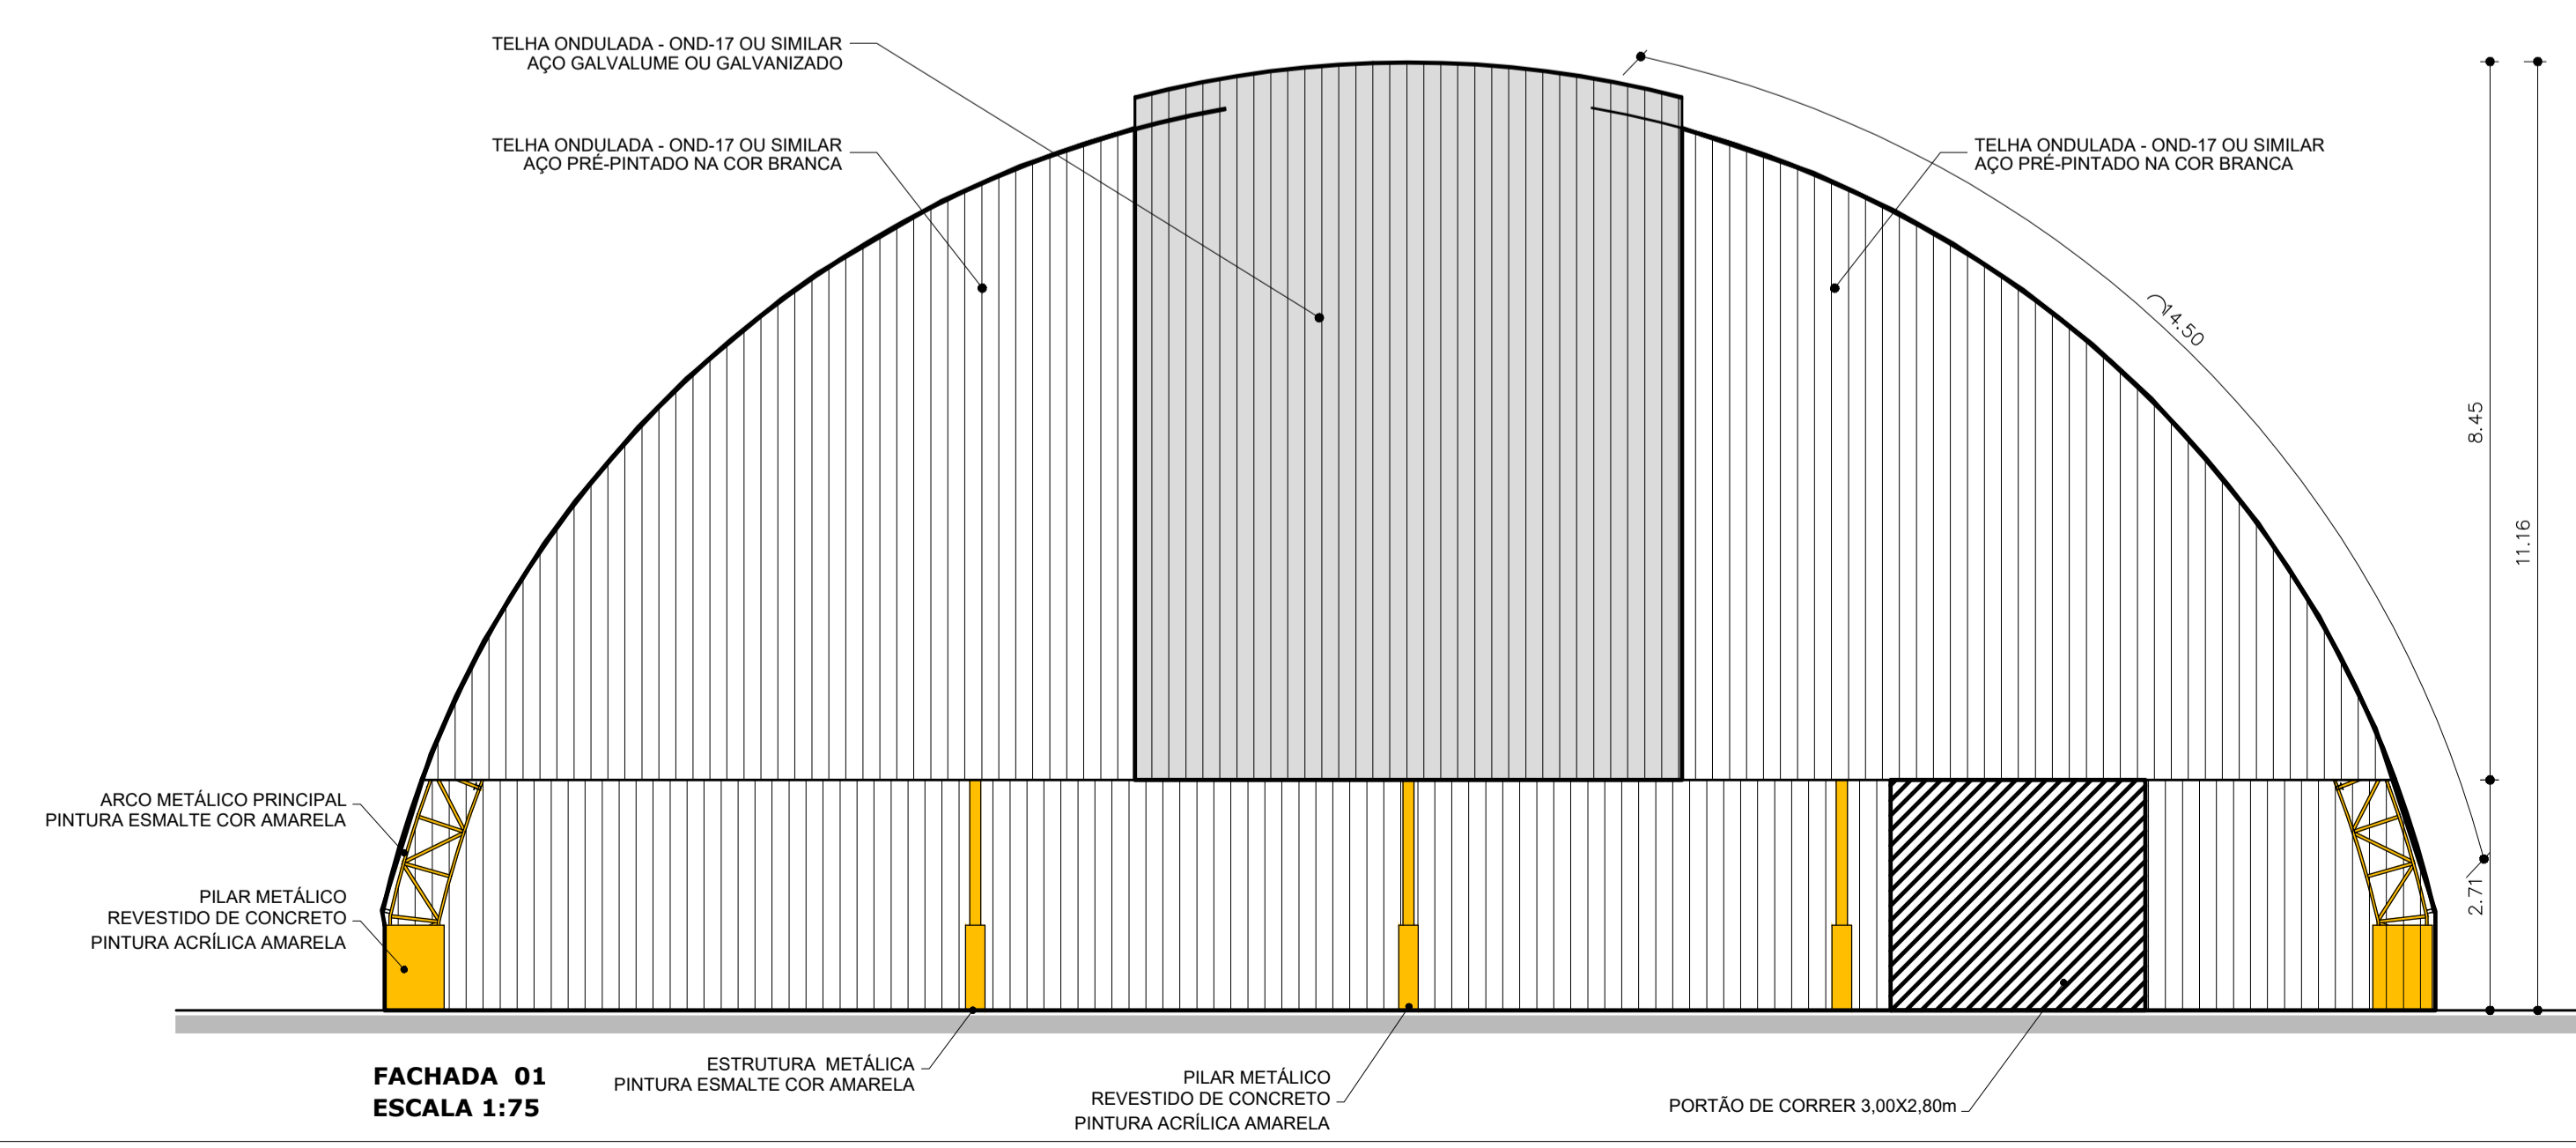 TELHA ONDULADA - OND-17 OU SIMILAR
AÇO GALVALUME OU GALVANIZADO
TELHA ONDULADA - OND-17 OU SIMILAR
AÇO PRÉ-PINTADO NA COR BRANCA
TELHA ONDULADA - OND-17 OU SIMILAR
AÇO PRÉ-PINTADO NA COR BRANCA
14.50
8.45
11.16
2.71
ARCO METÁLICO PRINCIPAL
PINTURA ESMALTE COR AMARELA
PILAR METÁLICO
REVESTIDO DE CONCRETO
PINTURA ACRÍLICA AMARELA
FACHADA 01
ESCALA 1:75
ESTRUTURA METÁLICA
PINTURA ESMALTE COR AMARELA
PILAR METÁLICO
REVESTIDO DE CONCRETO
PINTURA ACRÍLICA AMARELA
PORTÃO DE CORRER 3,00X2,80m